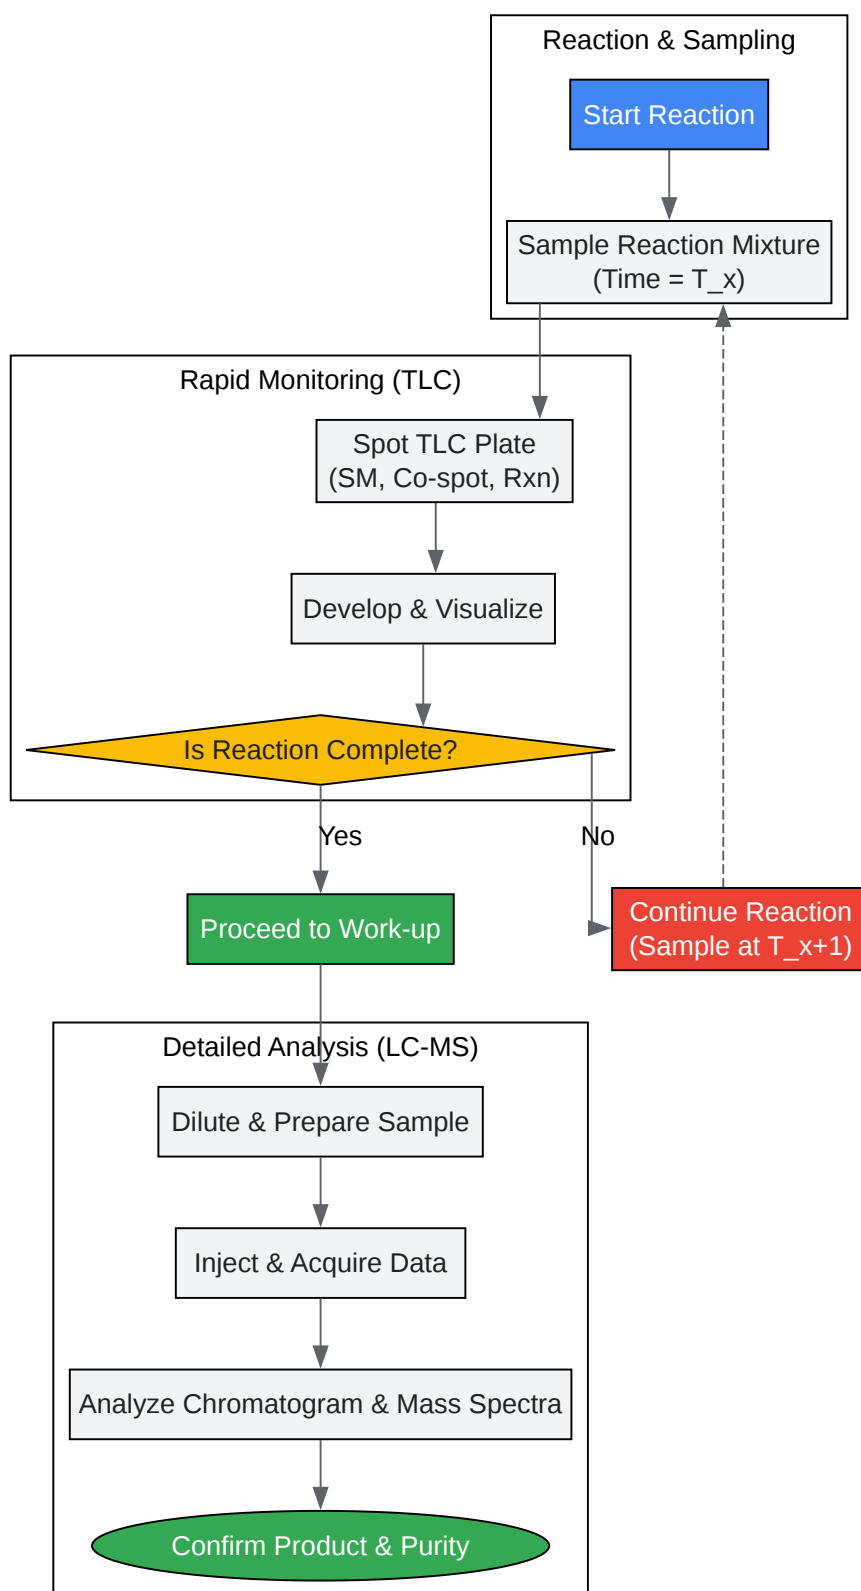 Reaction & Sampling
Start Reaction
Sample Reaction Mixture
(Time = T_x)
Rapid Monitoring (TLC)
Spot TLC Plate
(SM, Co-spot, Rxn)
Develop & Visualize
Is Reaction Complete?
Yes
No
Proceed to Work-up
Continue Reaction
(Sample at T_x+1)
Detailed Analysis (LC-MS)
Dilute & Prepare Sample
Inject & Acquire Data
Analyze Chromatogram & Mass Spectra
Confirm Product & Purity